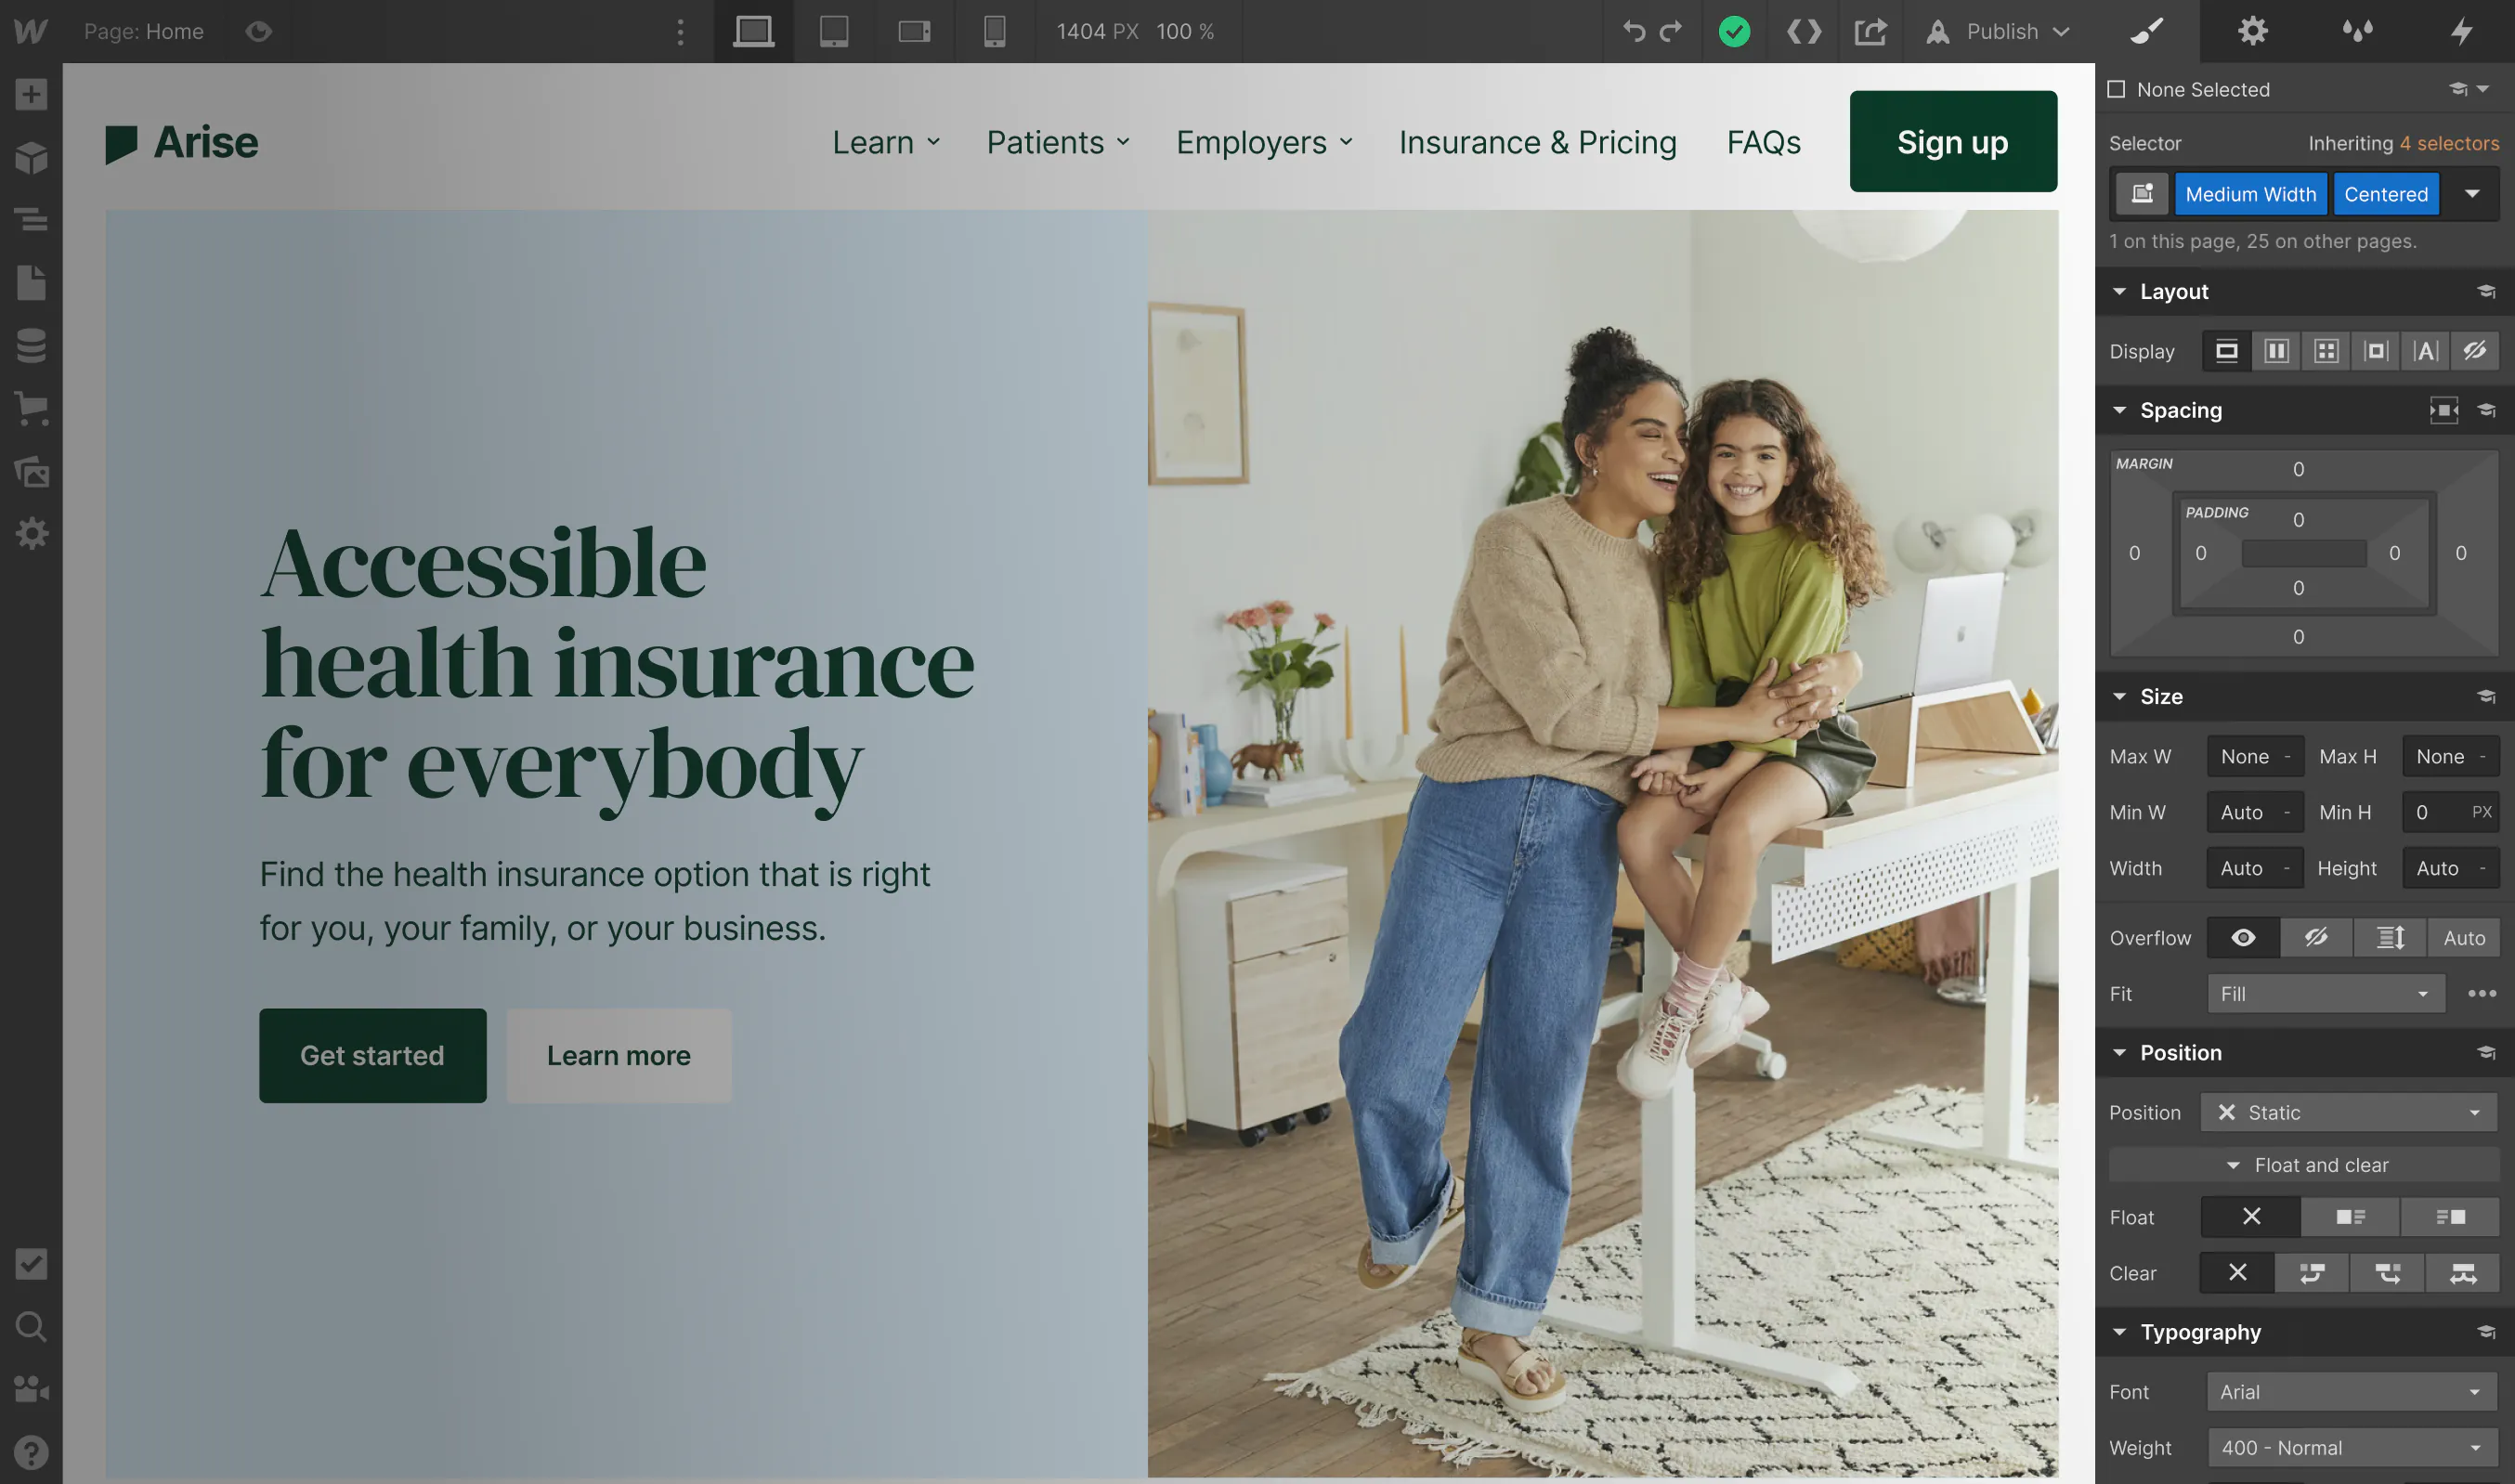 Page: Home
1404 PX 100 %
Publish
Arise
Learn
Patients
Employers
Insurance & Pricing
FAQs
Sign up
Accessible
health insurance
for everybody
Find the health insurance option that is right
for you, your family, or your business.
Get started
Learn more
None Selected
Selector
Inheriting 4 selectors
Medium Width
Centered
1 on this page, 25 on other pages.
Layout
Display
Spacing
MARGIN
0
PADDING
0
0 0 0 0
0
0
Size
Max W None - Max H None -
Min W Auto - Min H 0 PX
Width Auto - Height Auto -
Overflow Auto
Fit Fill
Position
Position Static
Float and clear
Float
Clear
Typography
Font Arial
Weight 400 - Normal